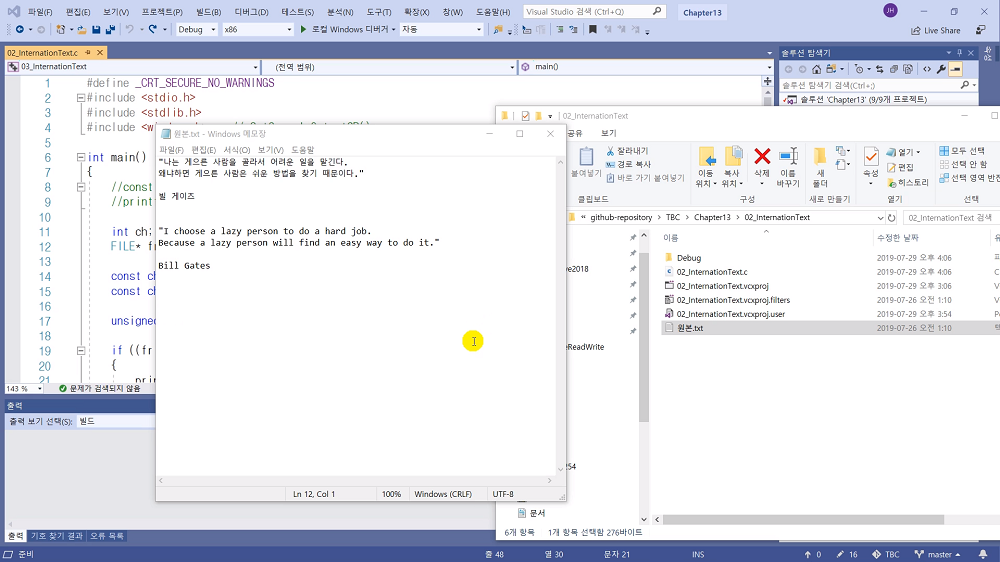 파일(F) 편집(E) 보기(V) 프로젝트(P) 빌드(B) 디버그(D) 테스트(S) 분석(N) 도구(T) 확장(X) 창(W) 도움말(H) Visual Studio 검색 (Ctrl+Q) Chapter13 JH
Debug x86 로컬 Windows 디버거 자동 Live Share
02_InternationText.c
03_InternationText (전역 범위) main()
솔루션 탐색기
솔루션 탐색기 검색(Ctrl+;)
솔루션 'Chapter13' (9/9개 프로젝트)
1 #define _CRT_SECURE_NO_WARNINGS
2 #include <stdio.h>
3 #include <stdlib.h>
4 #include
5
6 int main()
7 {
8 //const
9 //print
10
11 int ch;
12 FILE*
13
14 const
15 const
16
17 unsigned
18
19 if ((fr
20 {
21
143 % 문제가 검색되지 않음
출력
출력 보기 선택(S): 빌드
출력 기호 찾기 결과 오류 목록
준비 줄 48 열 30 문자 21 INS 0 16 TBC master
원본.txt - Windows 메모장
파일(F) 편집(E) 서식(O) 보기(V) 도움말
"나는 게으른 사람을 골라서 어려운 일을 맡긴다.
왜냐하면 게으른 사람은 쉬운 방법을 찾기 때문이다."
빌 게이즈
"I choose a lazy person to do a hard job.
Because a lazy person will find an easy way to do it."
Bill Gates
Ln 12, Col 1 100% Windows (CRLF) UTF-8
02_InternationText
공유 보기
붙여넣기 잘라내기 경로 복사 바로 가기 붙여넣기
이동 위치 복사 위치 삭제 이름 바꾸기 새 폴더 속성 열기 편집 히스토리 모두 선택 선택 안 함 선택 영역 반전
클립보드 구성 새로 만들기 열기 선택
github-repository TBC Chapter13 02_InternationText 02_InternationText 검색
이름 수정한 날짜
Debug 2019-07-29 오후 4:06
02_InternationText.c 2019-07-29 오후 4:06
02_InternationText.vcxproj 2019-07-29 오후 3:06
02_InternationText.vcxproj.filters 2019-07-26 오전 1:10
02_InternationText.vcxproj.user 2019-07-29 오후 3:54
원본.txt 2019-07-26 오전 1:10
문서
6개 항목 1개 항목 선택함 276바이트